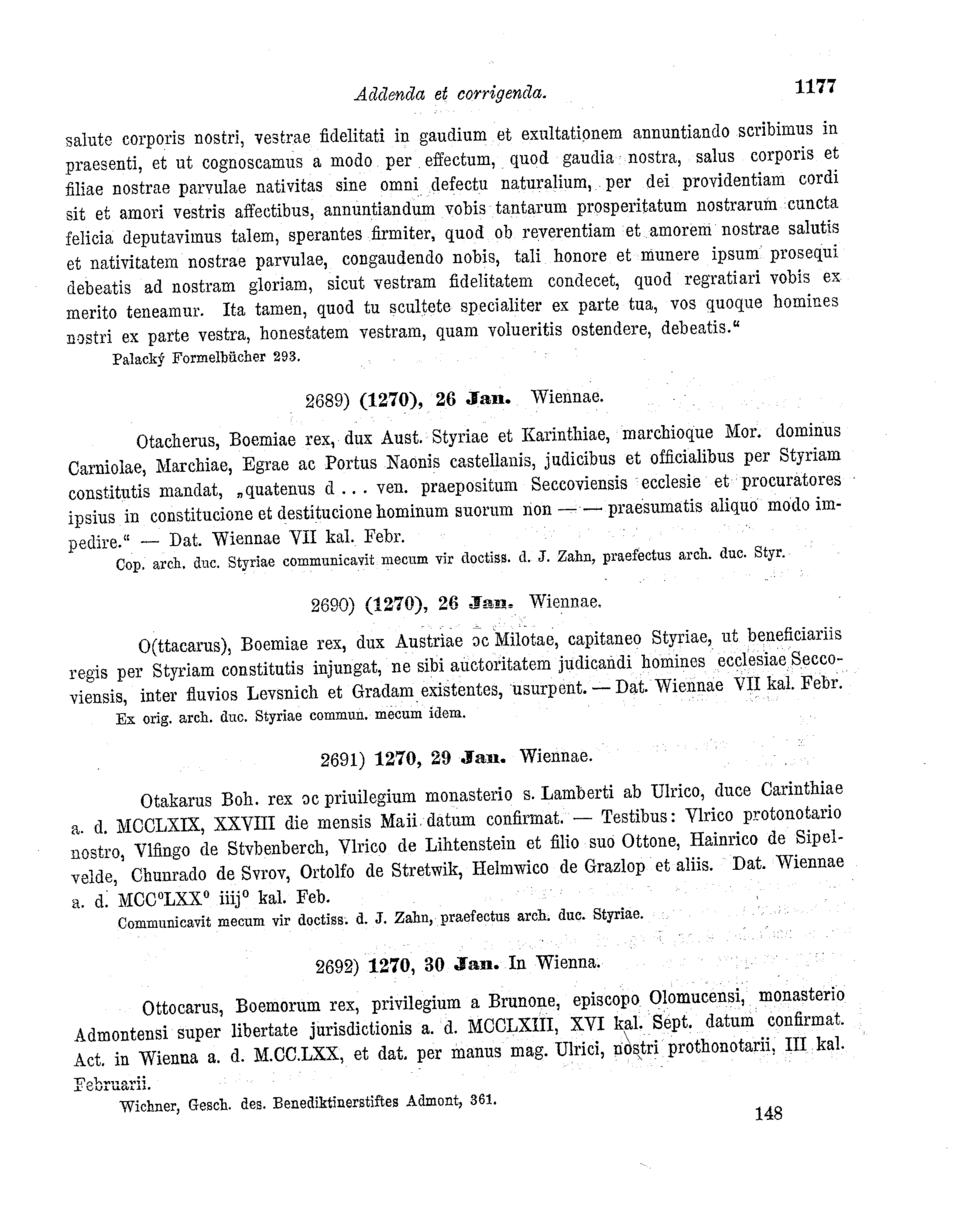 Addenda et corrigenda. 1177
salute corporis nostri, vestrae fidelitati in gaudium et exultationem annuntiando scribimus in
praesenti, et ut cognoscamus a modo per effectum, quod gaudia nostra, salus corporis et
filiae nostrae parvulae nativitas sine omni defectu naturalium, per dei providentiam cordi
sit et amori vestris affectibus, annuntiandum vobis tantarum prosperitatum nostrarum cuncta
felicia deputavimus talem, sperantes firmiter, quod ob reverentiam et amorem nostrae salutis
et nativitatem nostrae parvulae, congaudendo nobis, tali honore et munere ipsum prosequi
debeatis ad nostram gloriam, sicut vestram fidelitatem condecet, quod regratiari vobis ex
merito teneamur. Ita tamen, quod tu scultete specialiter ex parte tua, vos quoque homines
nostri ex parte vestra, honestatem vestram, quam volueritis ostendere, debeatis.“
Palacký Formelbücher 293.
2689) (1270), 26 Jan. Wiennae.
Otacherus, Boemiae rex, dux Aust. Styriae et Karinthiae, marchioque Mor. dominus
Carniolae, Marchiae, Egrae ac Portus Naonis castellanis, judicibus et officialibus per Styriam
constitutis mandat, „quatenus d ... ven. praepositum Seccoviensis ecclesie et procuratores
ipsius in constitucione et destitucione hominum suorum non — — praesumatis aliquo modo im-
pedire.“ — Dat. Wiennae VII kal. Febr.
Cop. arch. duc. Styriae communicavit mecum vir doctiss. d. J. Zahn, praefectus arch. duc. Styr.
2690) (1270), 26 Jan. Wiennae.
O(ttacarus), Boemiae rex, dux Austriae ɔc Milotae, capitaneo Styriae, ut beneficiariis
regis per Styriam constitutis injungat, ne sibi auctoritatem judicandi homines ecclesiae Secco-
viensis, inter fluvios Levsnich et Gradam existentes, usurpent. — Dat. Wiennae VII kal. Febr.
Ex orig. arch. duc. Styriae commun. mecum idem.
2691) 1270, 29 Jan. Wiennae.
Otakarus Boh. rex ɔc priuilegium monasterio s. Lamberti ab Ulrico, duce Carinthiae
a. d. MCCLXIX, XXVIII die mensis Maii datum confirmat. — Testibus: Vlrico protonotario
nostro, Vlfingo de Stvbenberch, Vlrico de Lihtenstein et filio suo Ottone, Hainrico de Sipel-
velde, Chunrado de Svrov, Ortolfo de Stretwik, Helmwico de Grazlop et aliis. Dat. Wiennae
a. d. MCC⁰LXX⁰ iiij⁰ kal. Feb.
Communicavit mecum vir doctiss. d. J. Zahn, praefectus arch. duc. Styriae.
2692) 1270, 30 Jan. In Wienna.
Ottocarus, Boemorum rex, privilegium a Brunone, episcopo Olomucensi, monasterio
Admontensi super libertate jurisdictionis a. d. MCCLXIII, XVI kal. Sept. datum confirmat.
Act. in Wienna a. d. M.CC.LXX, et dat. per manus mag. Ulrici, nostri prothonotarii, III kal.
Februarii.
Wichner, Gesch. des. Benediktinerstiftes Admont, 361.
148